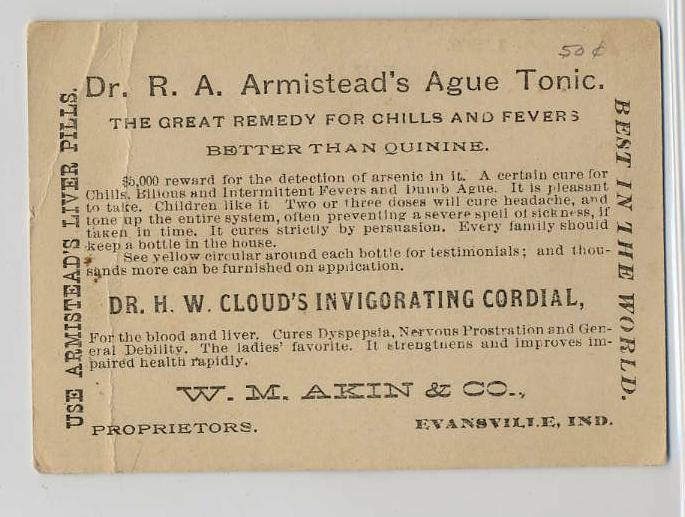 50¢
Dr. R. A. Armistead's Ague Tonic.
THE GREAT REMEDY FOR CHILLS AND FEVERS
BETTER THAN QUININE.
$5,000 reward for the detection of arsenic in it. A certain cure for
Chills, Bilious and Intermittent Fevers and Dumb Ague. It is pleasant
to take. Children like it Two or three doses will cure headache, and
tone up the entire system, often preventing a severe spell of sickness, if
taken in time. It cures strictly by persuasion. Every family should
keep a bottle in the house.
See yellow circular around each bottle for testimonials; and thou-
sands more can be furnished on application.
DR. H. W. CLOUD'S INVIGORATING CORDIAL,
For the blood and liver. Cures Dyspepsia, Nervous Prostration and Gen-
eral Debility. The ladies' favorite. It strengthens and improves im-
paired health rapidly.
W. M. AKIN & CO.,
PROPRIETORS. EVANSVILLE, IND.
USE ARMISTEAD'S LIVER PILLS.
BEST IN THE WORLD.